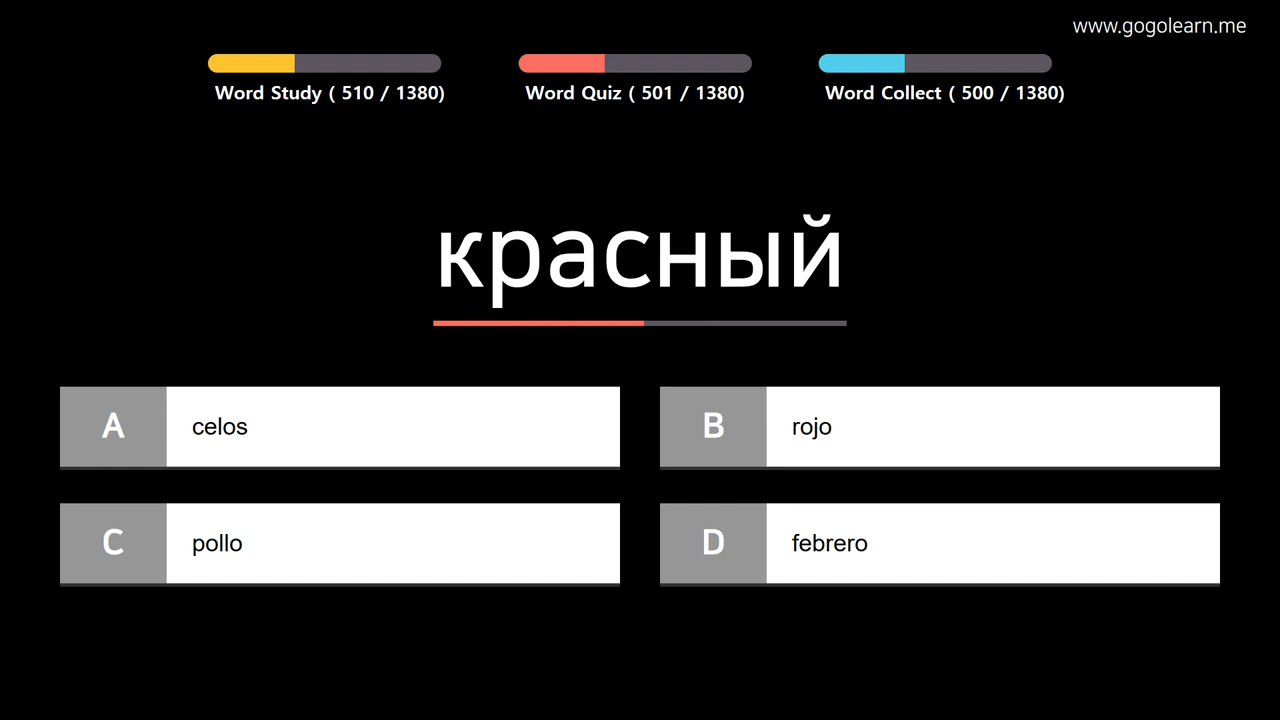 www.gogolearn.me
Word Study ( 510 / 1380)
Word Quiz ( 501 / 1380)
Word Collect ( 500 / 1380)
красный
A celos
B rojo
C pollo
D febrero